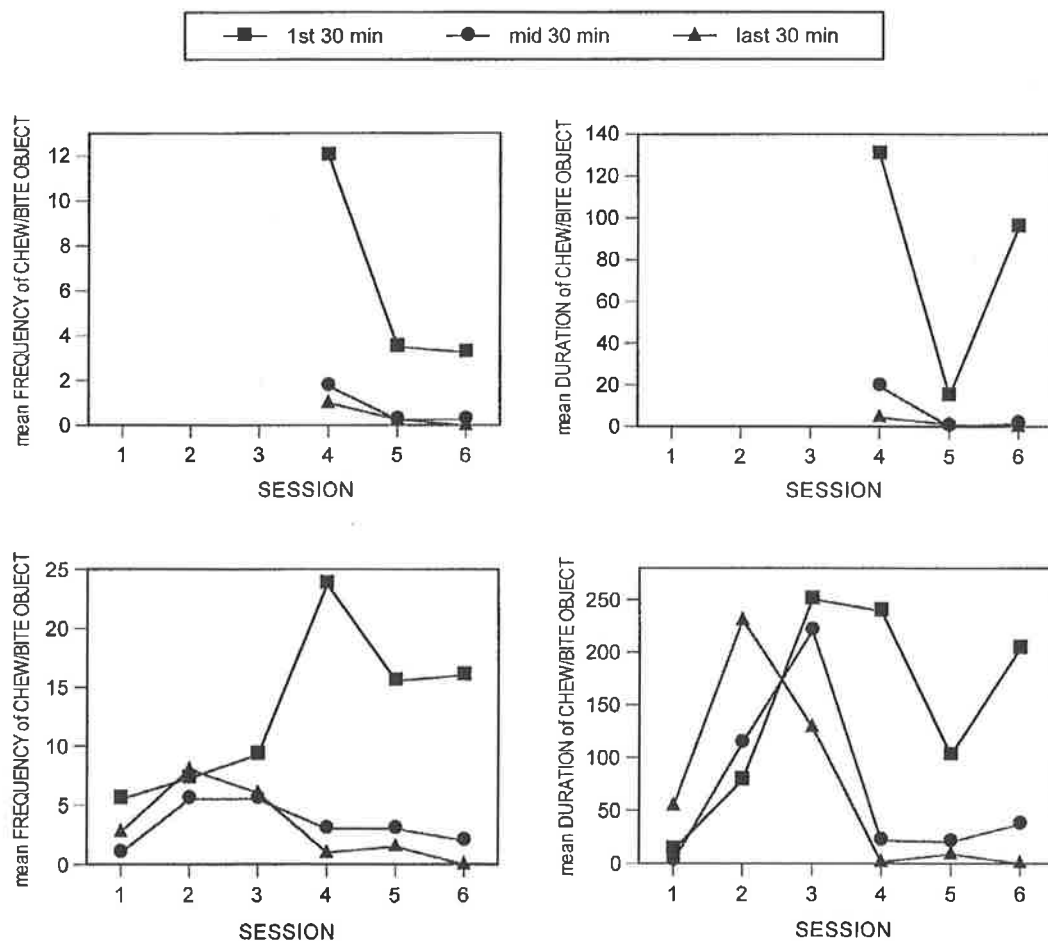 1st 30 min mid 30 min last 30 min
mean FREQUENCY of CHEW/BITE OBJECT
12
10
8
6
4
2
0
1 2 3 4 5 6
SESSION
mean DURATION of CHEW/BITE OBJECT
140
120
100
80
60
40
20
0
1 2 3 4 5 6
SESSION
mean FREQUENCY of CHEW/BITE OBJECT
25
20
15
10
5
0
1 2 3 4 5 6
SESSION
mean DURATION of CHEW/BITE OBJECT
250
200
150
100
50
0
1 2 3 4 5 6
SESSION